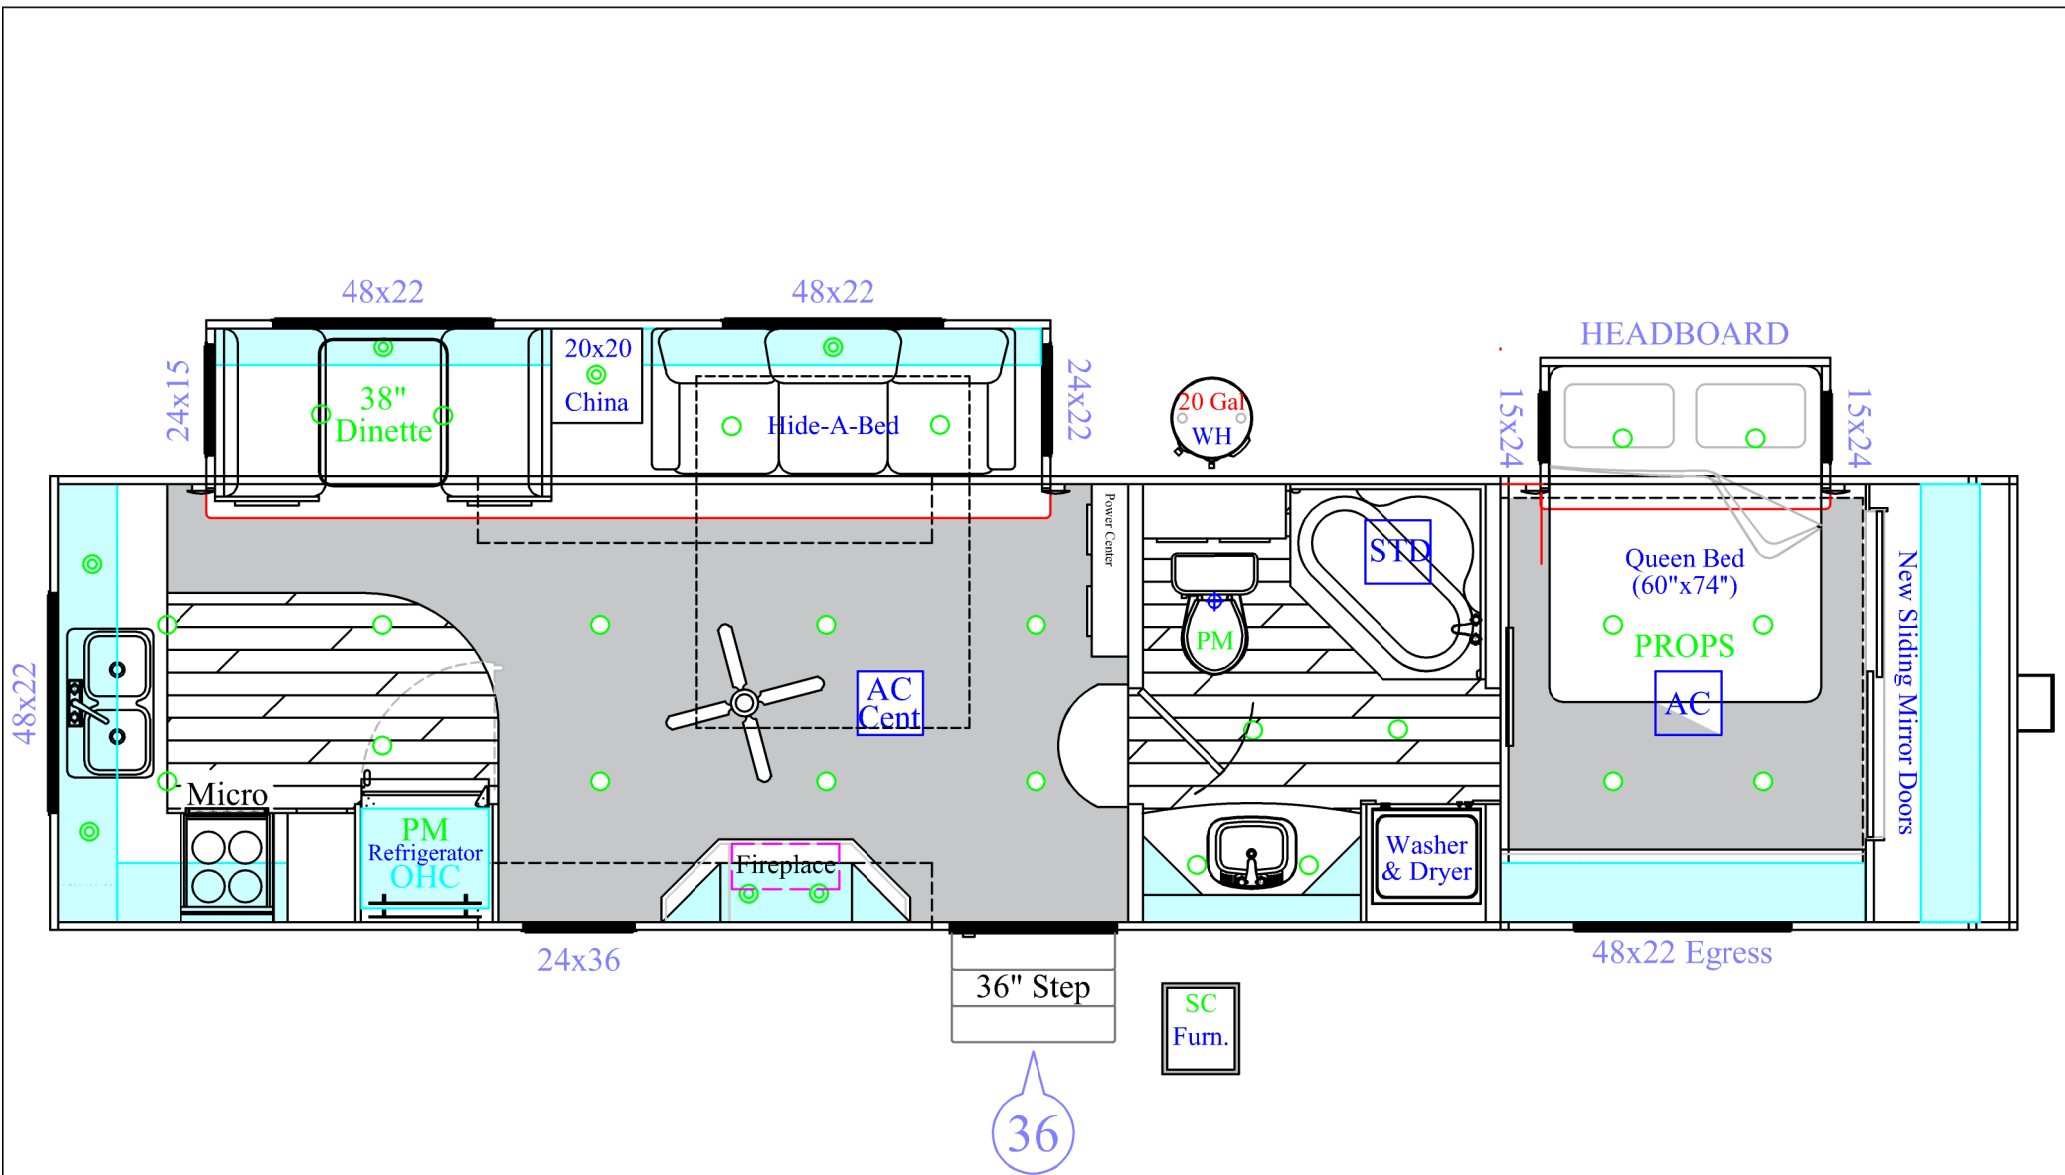 48x22
48x22
HEADBOARD
24x15
20x20
China
38"
Dinette
Hide-A-Bed
24x22
20 Gal
WH
15x24
15x24
Power Center
STD
Queen Bed
(60"x74")
PM
PROPS
New Sliding Mirror Doors
48x22
AC
Cent
AC
Micro
PM
Refrigerator
OHC
Fireplace
Washer
& Dryer
24x36
48x22 Egress
36" Step
SC
Furn.
36